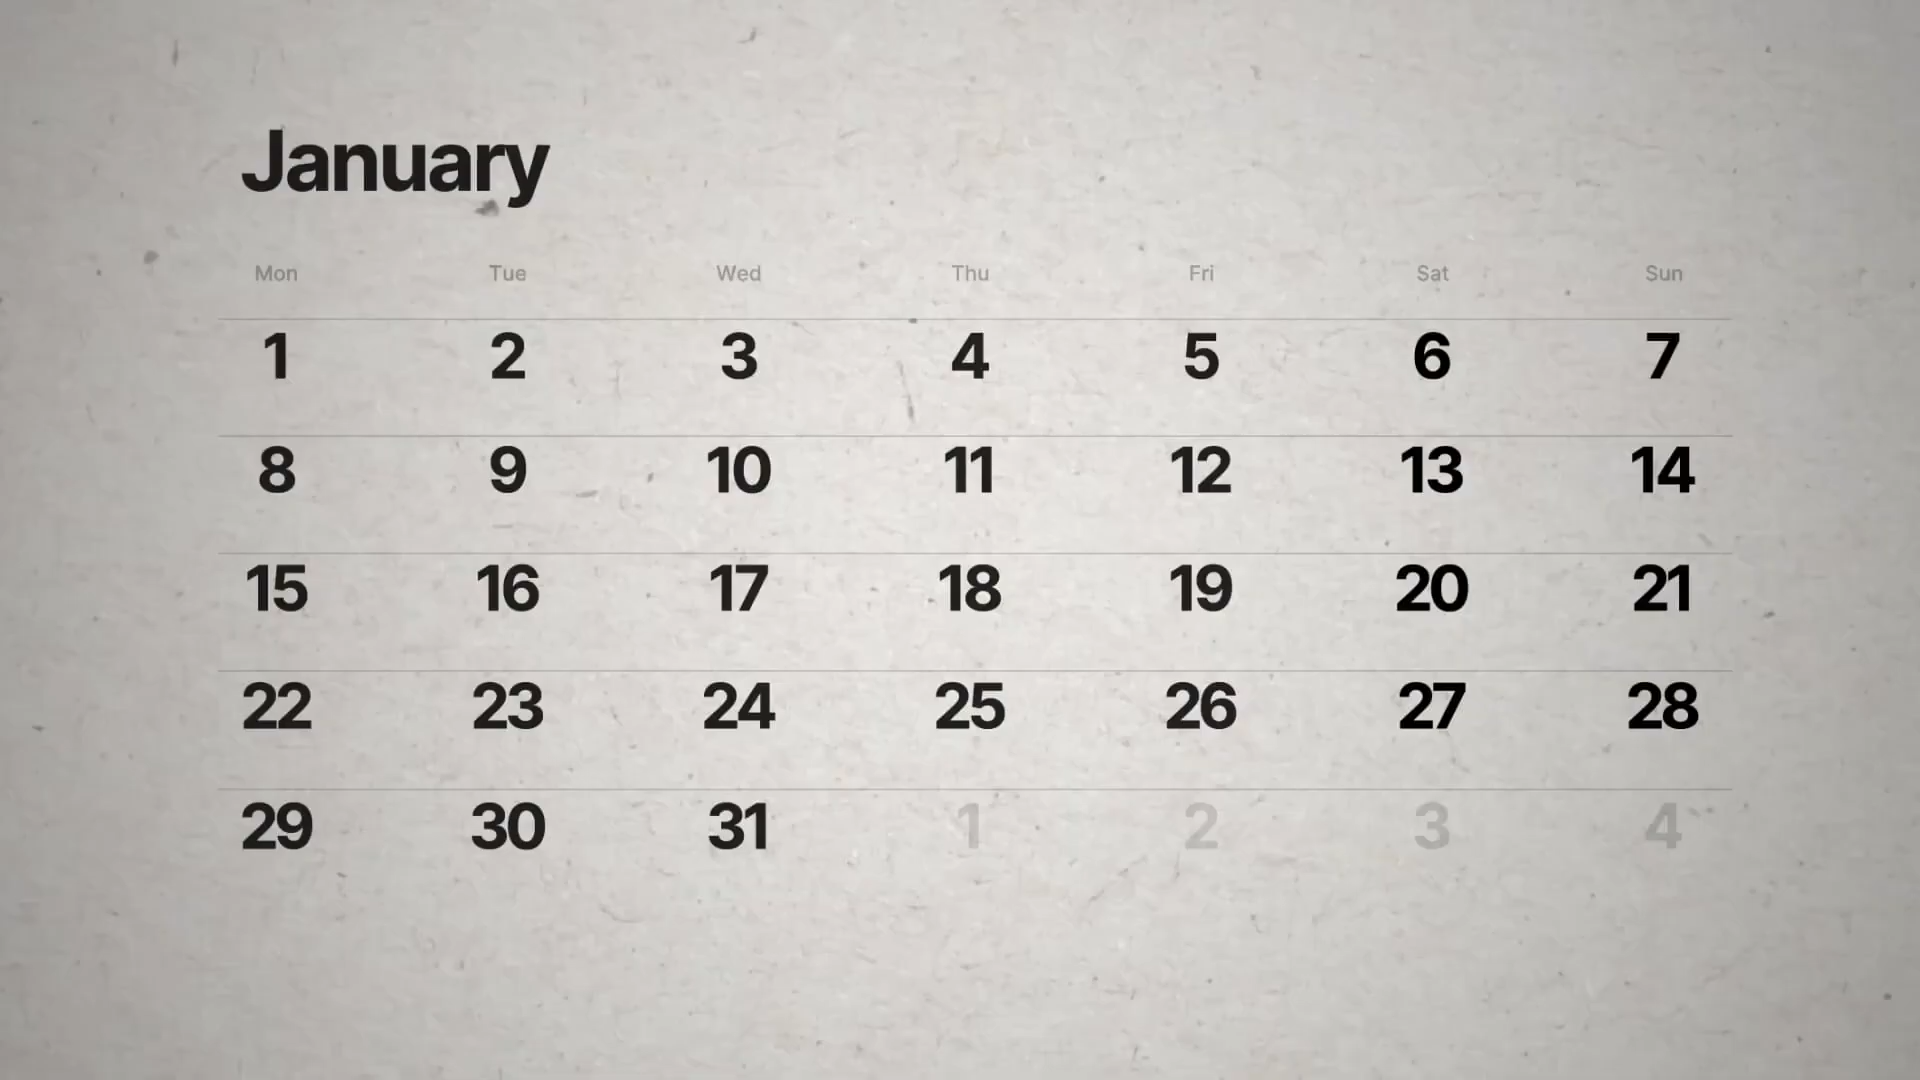 January
Mon Tue Wed Thu Fri Sat Sun
1 2 3 4 5 6 7
8 9 10 11 12 13 14
15 16 17 18 19 20 21
22 23 24 25 26 27 28
29 30 31 1 2 3 4